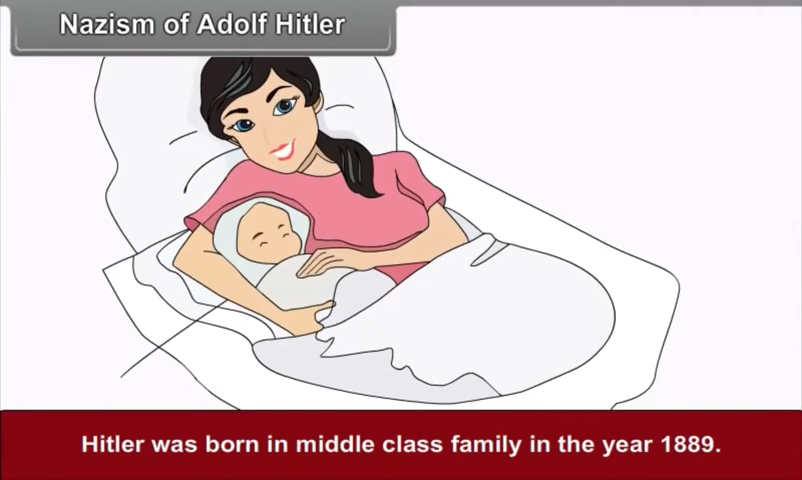 Nazism of Adolf Hitler
Hitler was born in middle class family in the year 1889.